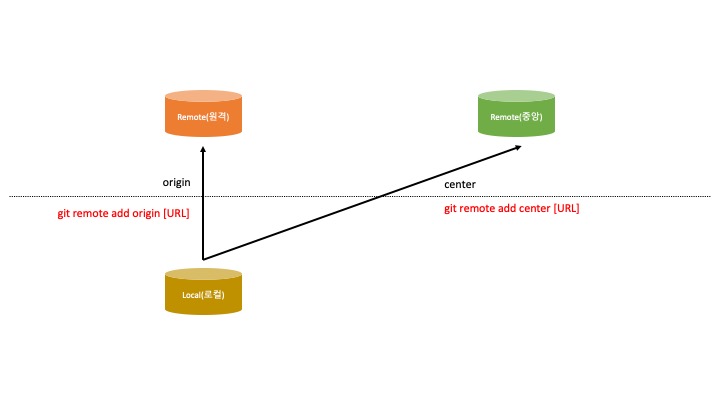 Remote(원격)
Remote(중앙)
origin
center
git remote add origin [URL]
git remote add center [URL]
Local(로컬)